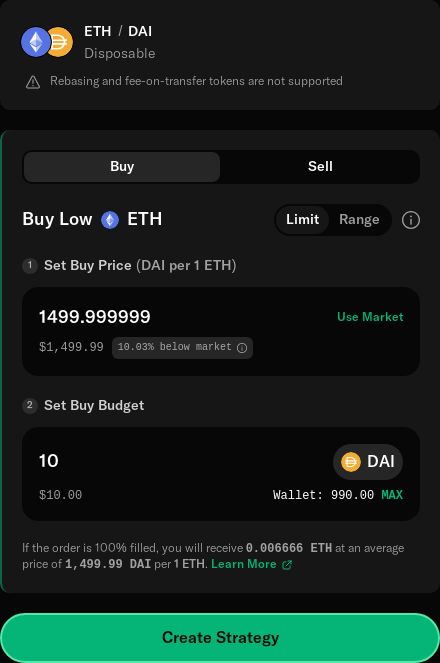 ETH / DAI
Disposable
Rebasing and fee-on-transfer tokens are not supported
Buy Sell
Buy Low ETH Limit Range
1 Set Buy Price (DAI per 1 ETH)
1499.999999 Use Market
$1,499.99 10.03% below market
2 Set Buy Budget
10 DAI
$10.00 Wallet: 990.00 MAX
If the order is 100% filled, you will receive 0.006666 ETH at an average
price of 1,499.99 DAI per 1 ETH. Learn More
Create Strategy